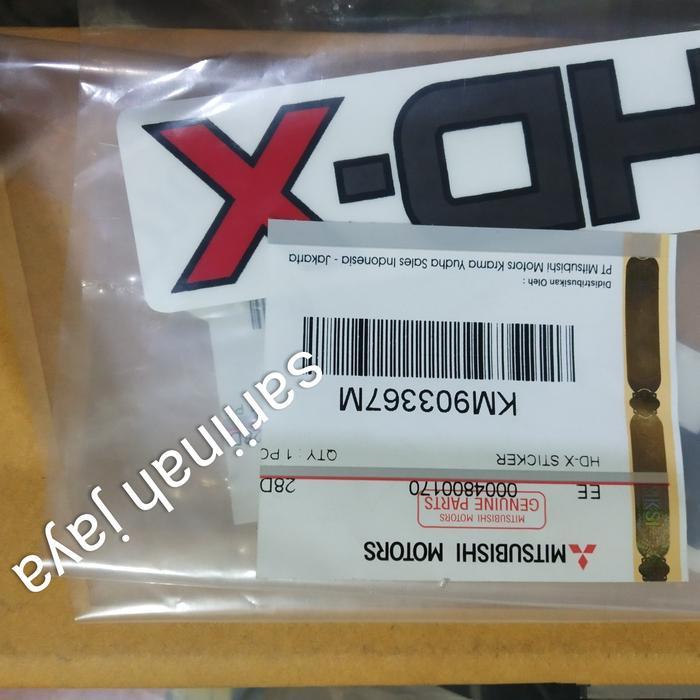 HD-X
MITSUBISHI MOTORS
MITSUBISHI MOTORS
GENUINE PARTS
EE 0004800170 28D
HD-X STICKER QTY : 1 PC
KM903367M
Didistribusikan Oleh :
PT Mitsubishi Motors Krama Yudha Sales Indonesia - Jakarta
sariinah jaya